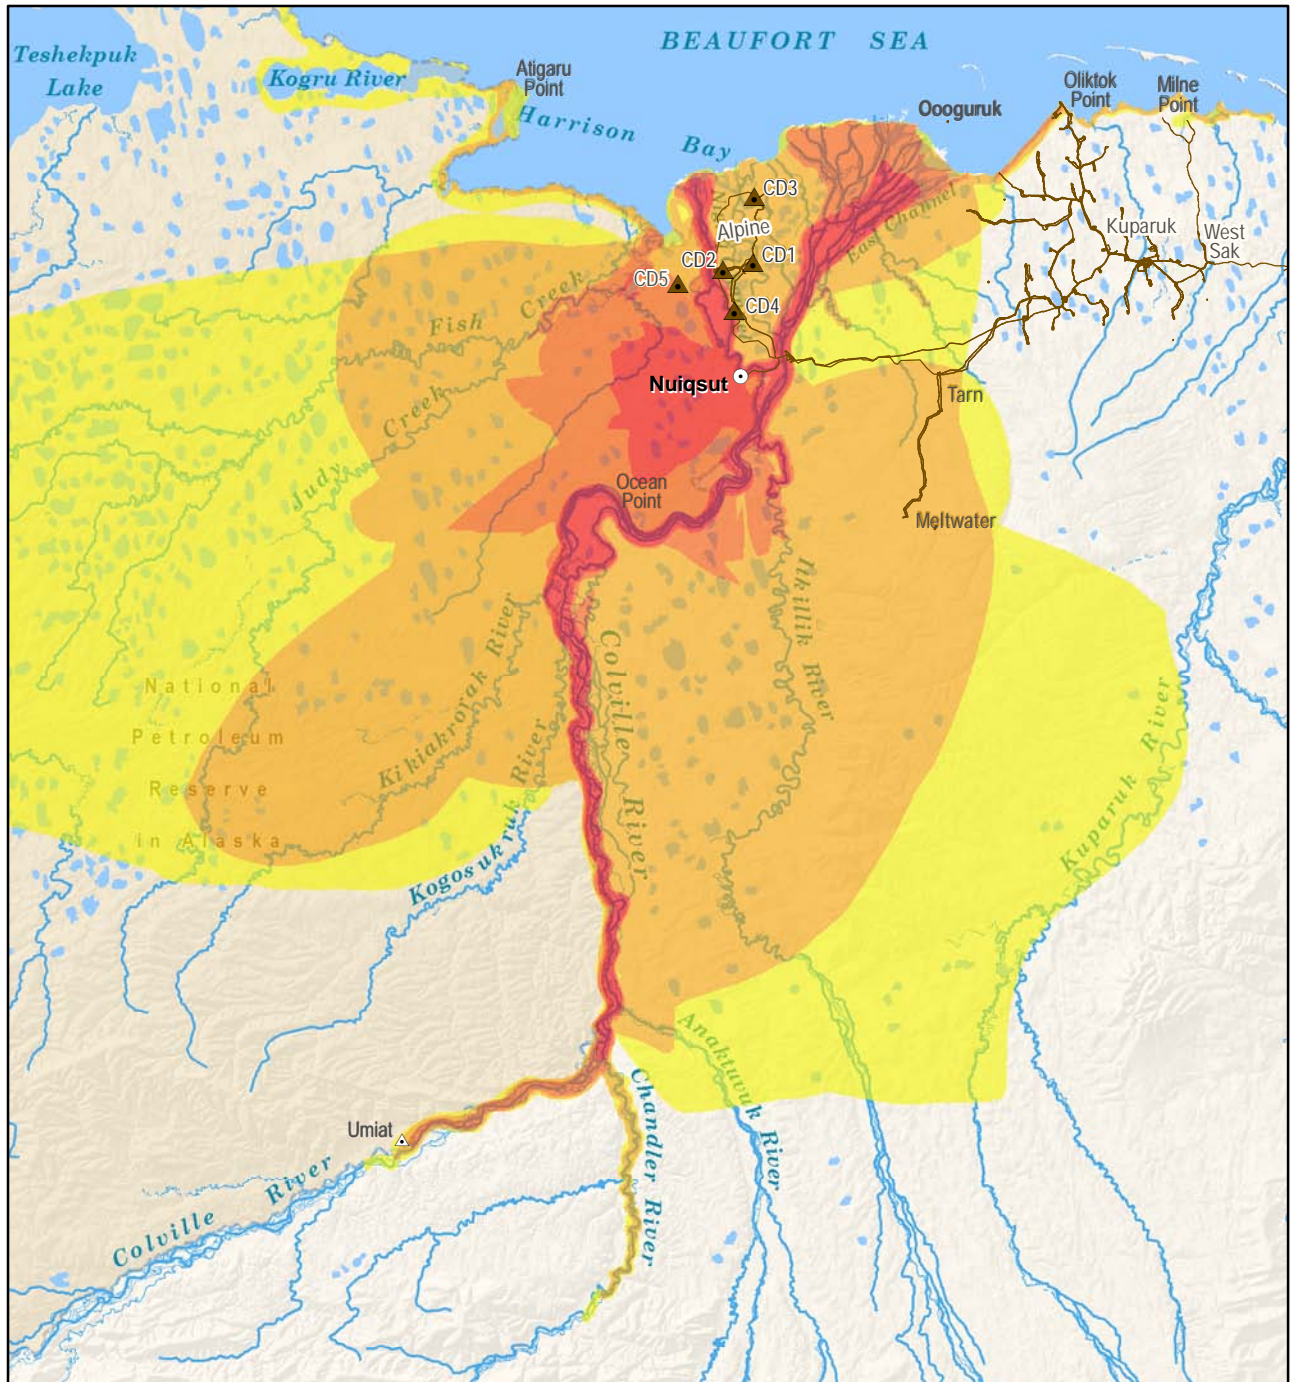 BEAUFORT SEA
Teshekpuk
Lake
Kogru River
Atigaru
Point
Harrison Bay
Oooguruk
Oliktok
Point
Milne
Point
CD3
Alpine
East Channel
Kuparuk
West
Sak
CD2
CD1
CD5
CD4
Fish Creek
Nuiqsut
Judy Creek
Tarn
Ocean
Point
Meltwater
Itkillik River
Colville River
Kikiakrorak River
Kogosukruk River
National
Petroleum
Reserve
in Alaska
Kuparuk River
Anaktuvuk River
Chandler River
Umiat
Colville River